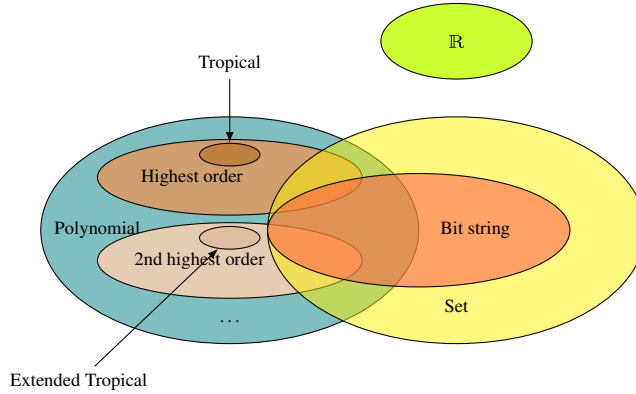 ℝ
Tropical
Highest order
Polynomial
Bit string
2nd highest order
Set
...
Extended Tropical